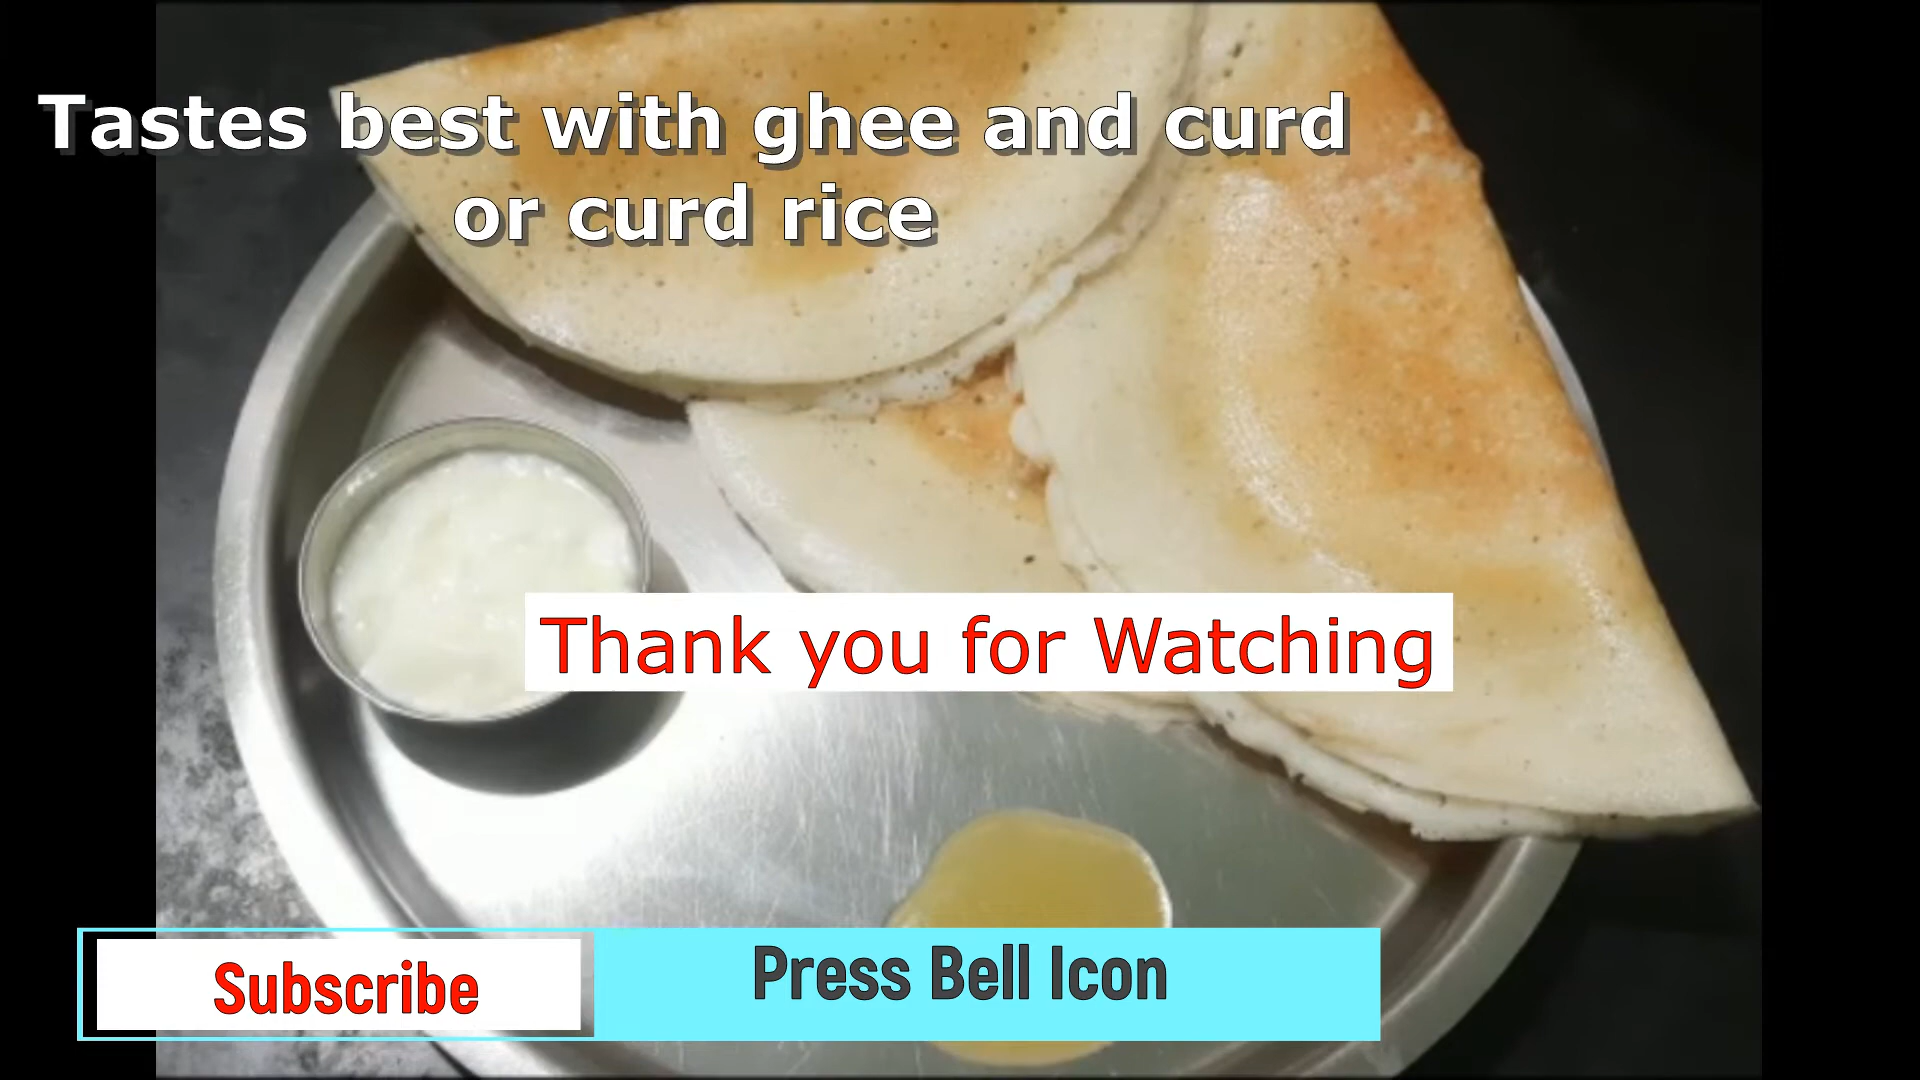 Tastes best with ghee and curd
or curd rice
Thank you for Watching
Subscribe
Press Bell Icon